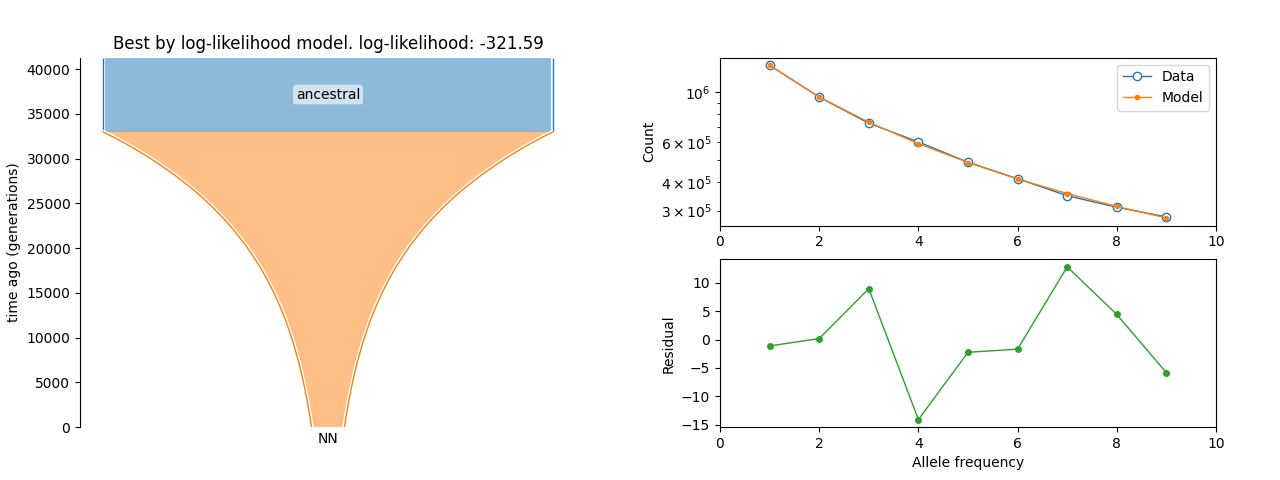 Best by log-likelihood model. log-likelihood: -321.59
time ago (generations)
40000
35000
30000
25000
20000
15000
10000
5000
0
ancestral
NN
Count
10⁶
6 × 10⁵
4 × 10⁵
3 × 10⁵
Data
Model
0 2 4 6 8 10
Residual
10
5
0
−5
−10
−15
0 2 4 6 8 10
Allele frequency